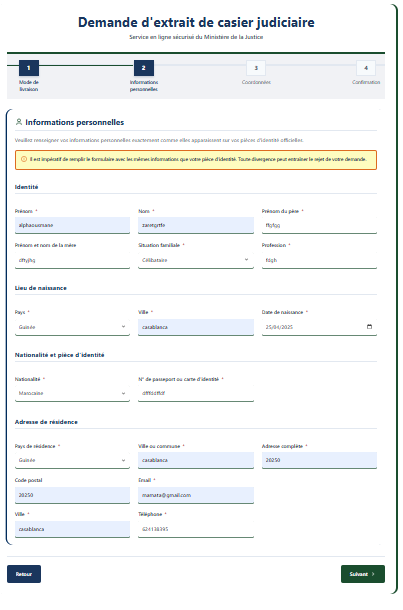 Demande d'extrait de casier judiciaire
Service en ligne sécurisé du Ministère de la Justice
1 2 3 4
Mode de livraison Informations personnelles Coordonnées Confirmation
Informations personnelles
Veuillez renseigner vos informations personnelles exactement comme elles apparaissent sur vos pièces d'identité officielles.
Il est impératif de remplir le formulaire avec les mêmes informations que votre pièce d'identité. Toute divergence peut entraîner le rejet de votre demande.
Identité
Prénom * Nom * Prénom du père *
alphaousmane zaretgrtfe ffgfgg
Prénom et nom de la mère Situation familiale * Profession *
dftyjhg Célibataire fdgh
Lieu de naissance
Pays * Ville * Date de naissance *
Guinée casablanca 25/04/2025
Nationalité et pièce d'identité
Nationalité * N° de passeport ou carte d'identité *
Marocaine
Adresse de résidence
Pays de résidence * Ville ou commune * Adresse complète *
Guinée casablanca 20250
Code postal Email *
20250 mamata@gmail.com
Ville * Téléphone *
casablanca 624138395
Retour Suivant